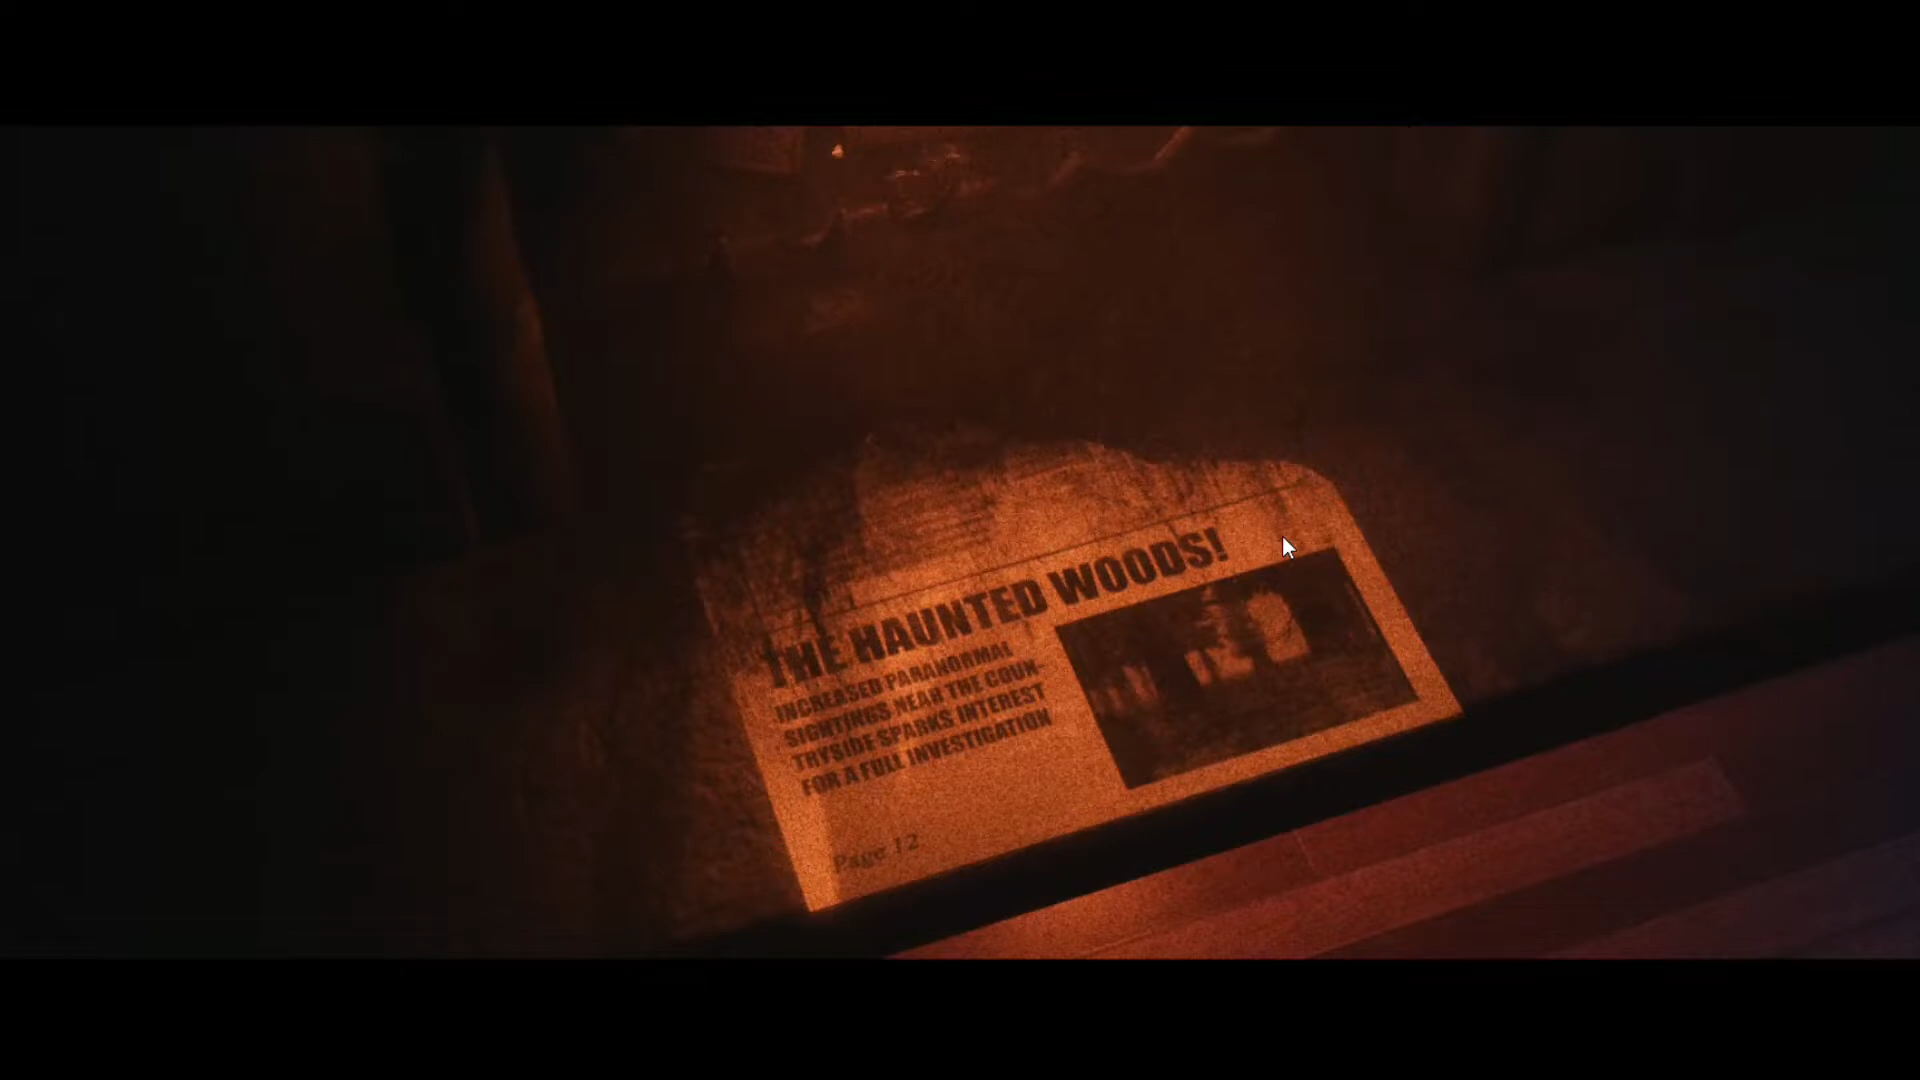 THE HAUNTED WOODS!
INCREASED PARANORMAL
SIGHTINGS NEAR THE COUN-
TRYSIDE SPARKS INTEREST
FOR A FULL INVESTIGATION
Page 12